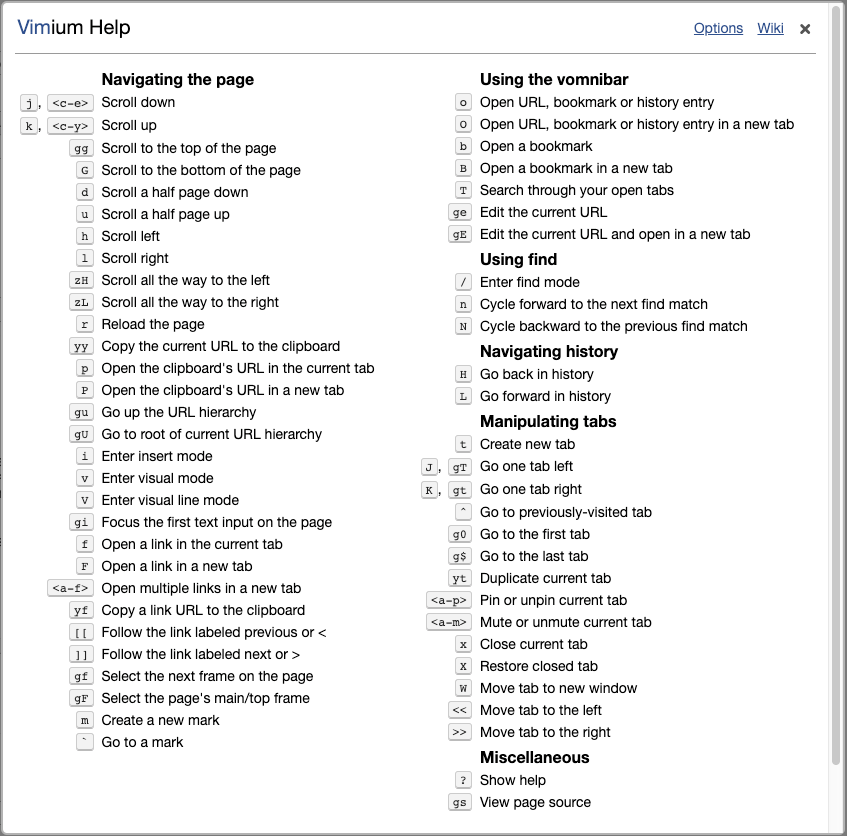 Vimium Help
Options Wiki ×
Navigating the page
j, <c-e> Scroll down
k, <c-y> Scroll up
gg Scroll to the top of the page
G Scroll to the bottom of the page
d Scroll a half page down
u Scroll a half page up
h Scroll left
l Scroll right
zH Scroll all the way to the left
zL Scroll all the way to the right
r Reload the page
yy Copy the current URL to the clipboard
p Open the clipboard's URL in the current tab
P Open the clipboard's URL in a new tab
gu Go up the URL hierarchy
gU Go to root of current URL hierarchy
i Enter insert mode
v Enter visual mode
V Enter visual line mode
gi Focus the first text input on the page
f Open a link in the current tab
F Open a link in a new tab
<a-f> Open multiple links in a new tab
yf Copy a link URL to the clipboard
[[ Follow the link labeled previous or <
]] Follow the link labeled next or >
gf Select the next frame on the page
gF Select the page's main/top frame
m Create a new mark
` Go to a mark
Using the vomnibar
o Open URL, bookmark or history entry
O Open URL, bookmark or history entry in a new tab
b Open a bookmark
B Open a bookmark in a new tab
T Search through your open tabs
ge Edit the current URL
gE Edit the current URL and open in a new tab
Using find
/ Enter find mode
n Cycle forward to the next find match
N Cycle backward to the previous find match
Navigating history
H Go back in history
L Go forward in history
Manipulating tabs
t Create new tab
J, gT Go one tab left
K, gt Go one tab right
^ Go to previously-visited tab
g0 Go to the first tab
g$ Go to the last tab
yt Duplicate current tab
<a-p> Pin or unpin current tab
<a-m> Mute or unmute current tab
x Close current tab
X Restore closed tab
W Move tab to new window
<< Move tab to the left
>> Move tab to the right
Miscellaneous
? Show help
gs View page source